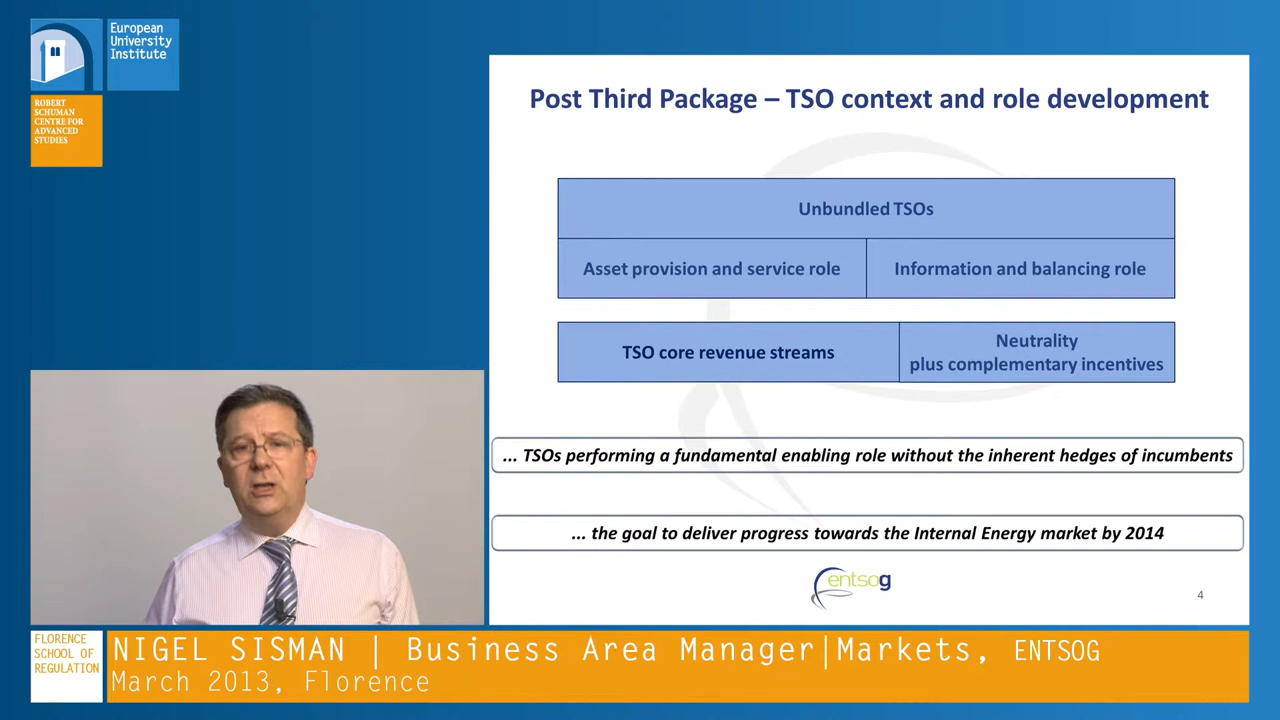 European
University
Institute
ROBERT
SCHUMAN
CENTRE FOR
ADVANCED
STUDIES
Post Third Package – TSO context and role development
Unbundled TSOs
Asset provision and service role
Information and balancing role
TSO core revenue streams
Neutrality
plus complementary incentives
... TSOs performing a fundamental enabling role without the inherent hedges of incumbents
... the goal to deliver progress towards the Internal Energy market by 2014
entsog
4
FLORENCE
SCHOOL OF
REGULATION
NIGEL SISMAN | Business Area Manager|Markets, ENTSOG
March 2013, Florence